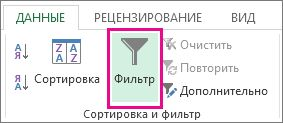 ДАННЫЕ РЕЦЕНЗИРОВАНИЕ ВИД
А Я Я А Z A A Z Сортировка
Фильтр
Очистить
Повторить
Дополнительно
Сортировка и фильтр